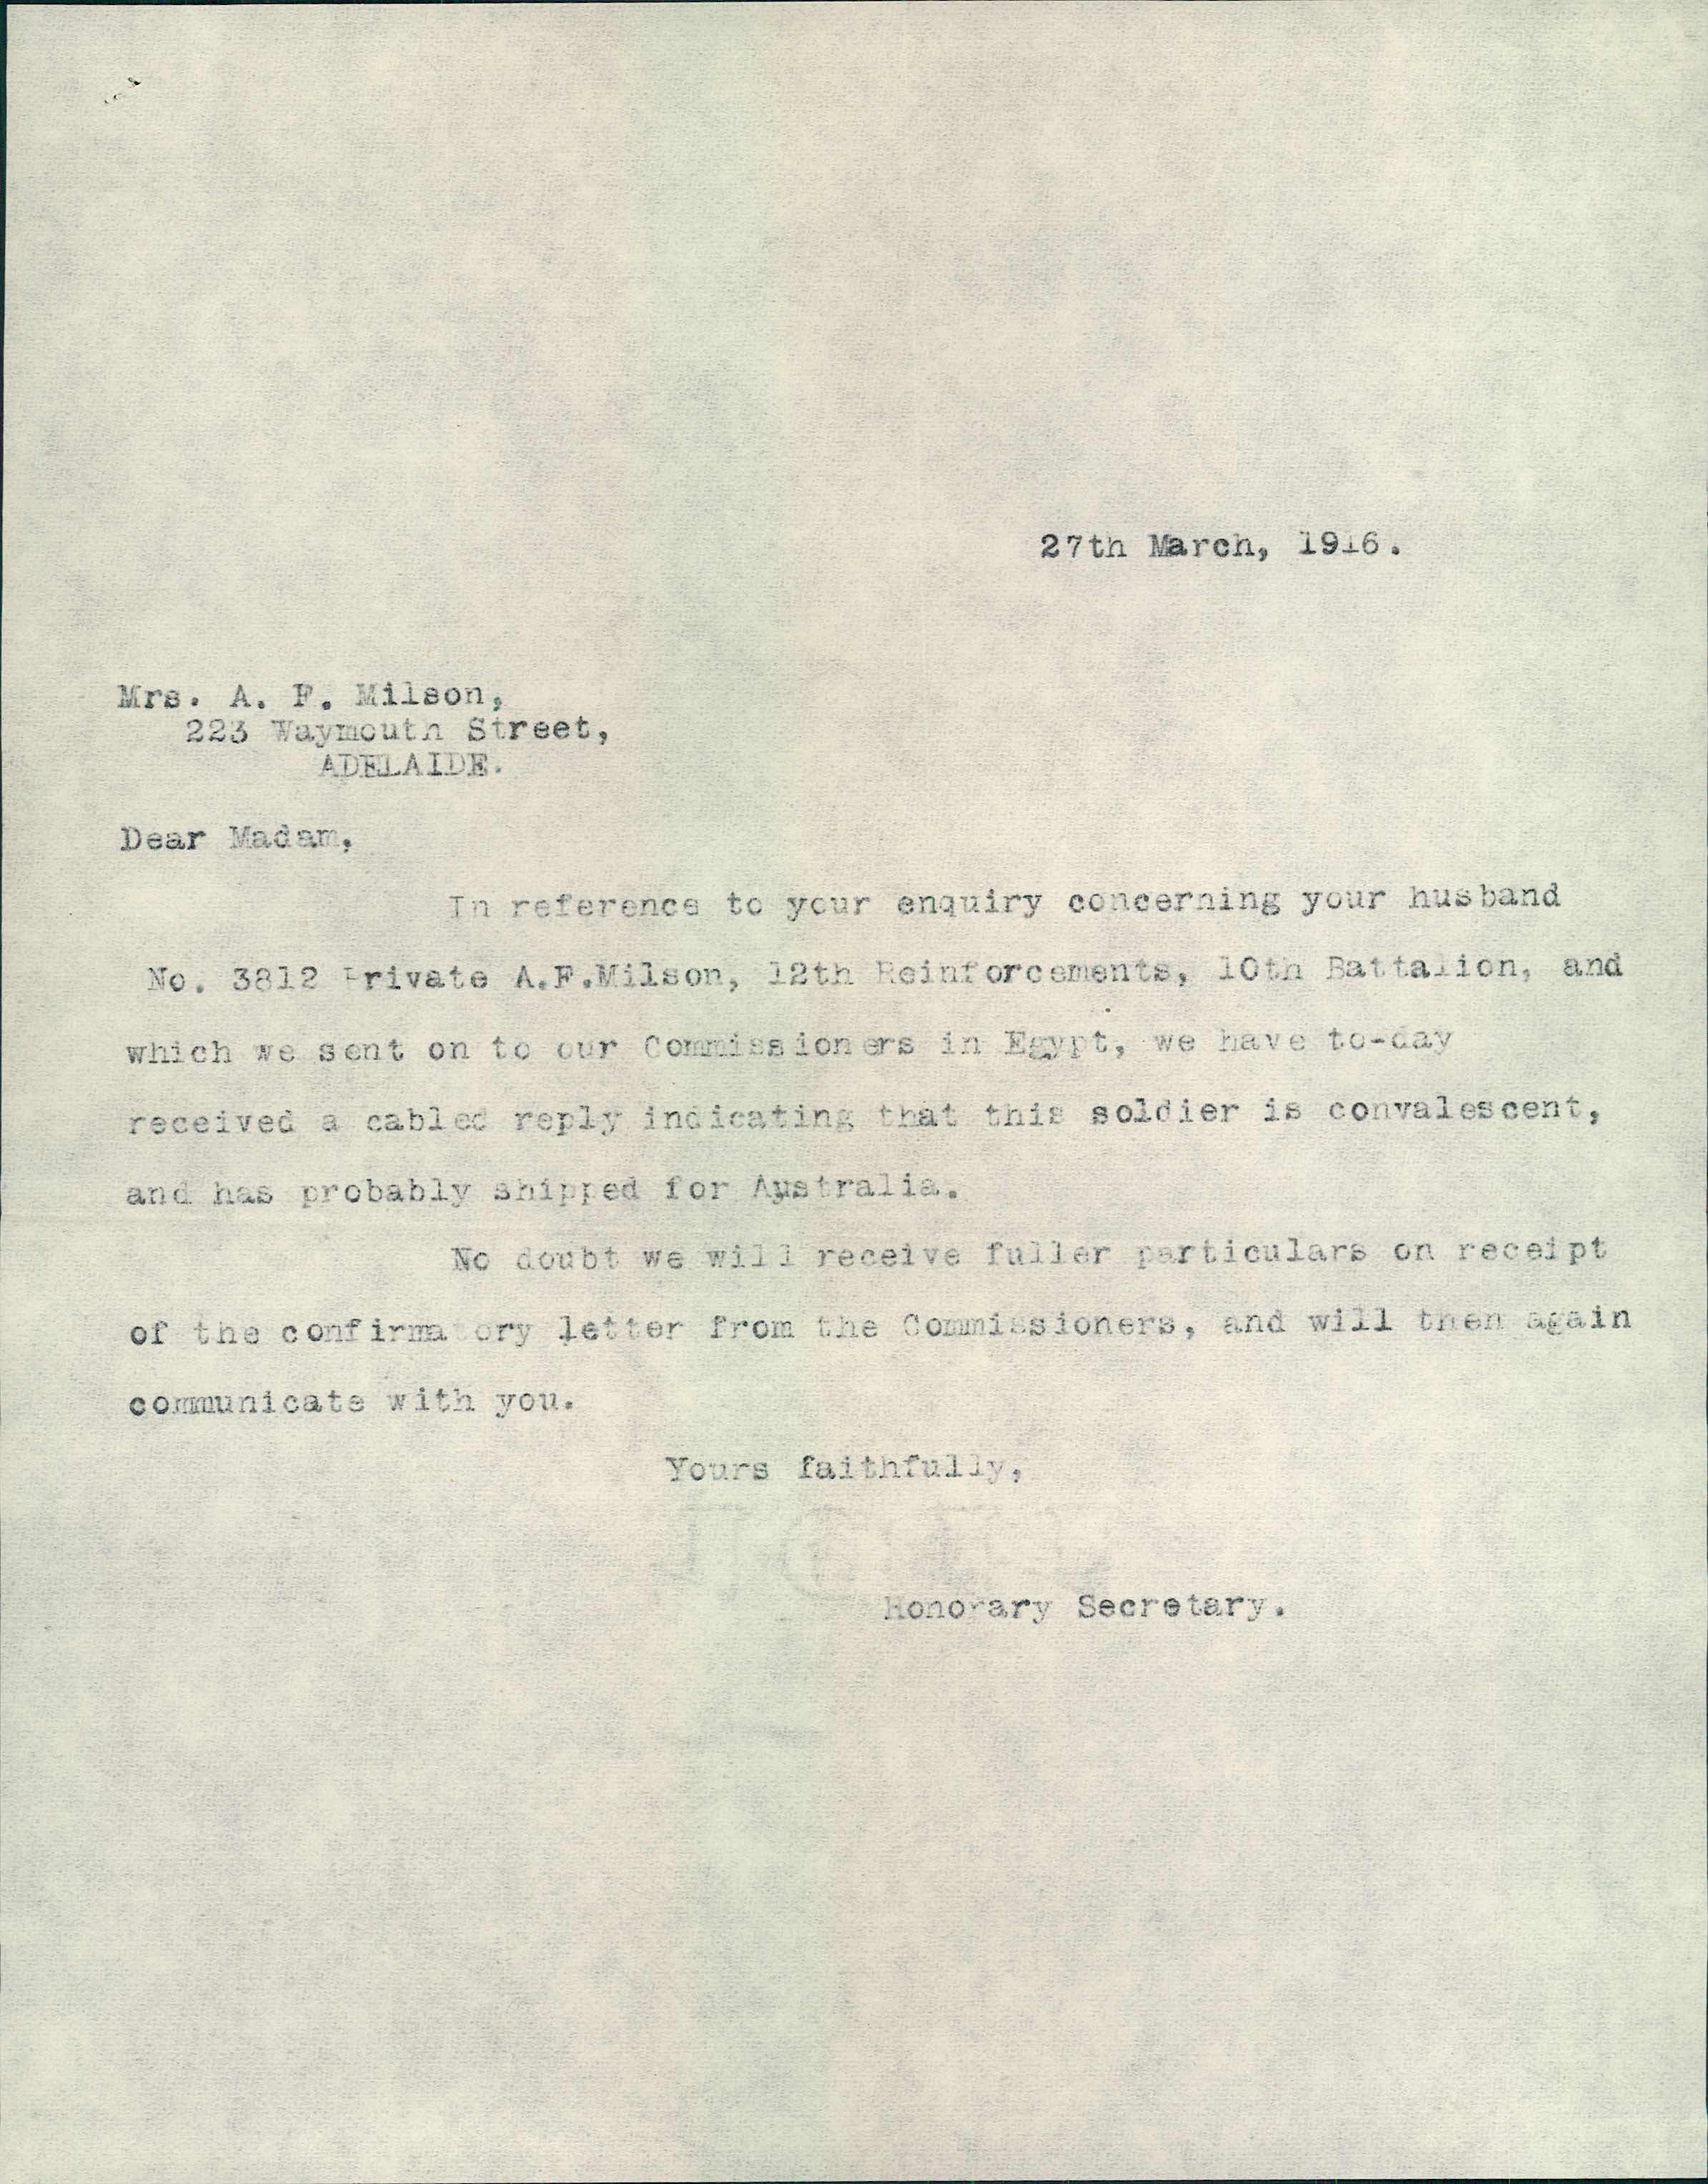 27th March, 1916.
Mrs. A. F. Milson,
223 Waymouth Street,
ADELAIDE.
Dear Madam,
In reference to your enquiry concerning your husband
No. 3812 Private A.F.Milson, 12th Reinforcements, 10th Battalion, and
which we sent on to our Commissioners in Egypt, we have to-day
received a cabled reply indicating that this soldier is convalescent,
and has probably shipped for Australia.
No doubt we will receive fuller particulars on receipt
of the confirmatory letter from the Commissioners, and will then again
communicate with you.
Yours faithfully,
Honorary Secretary.